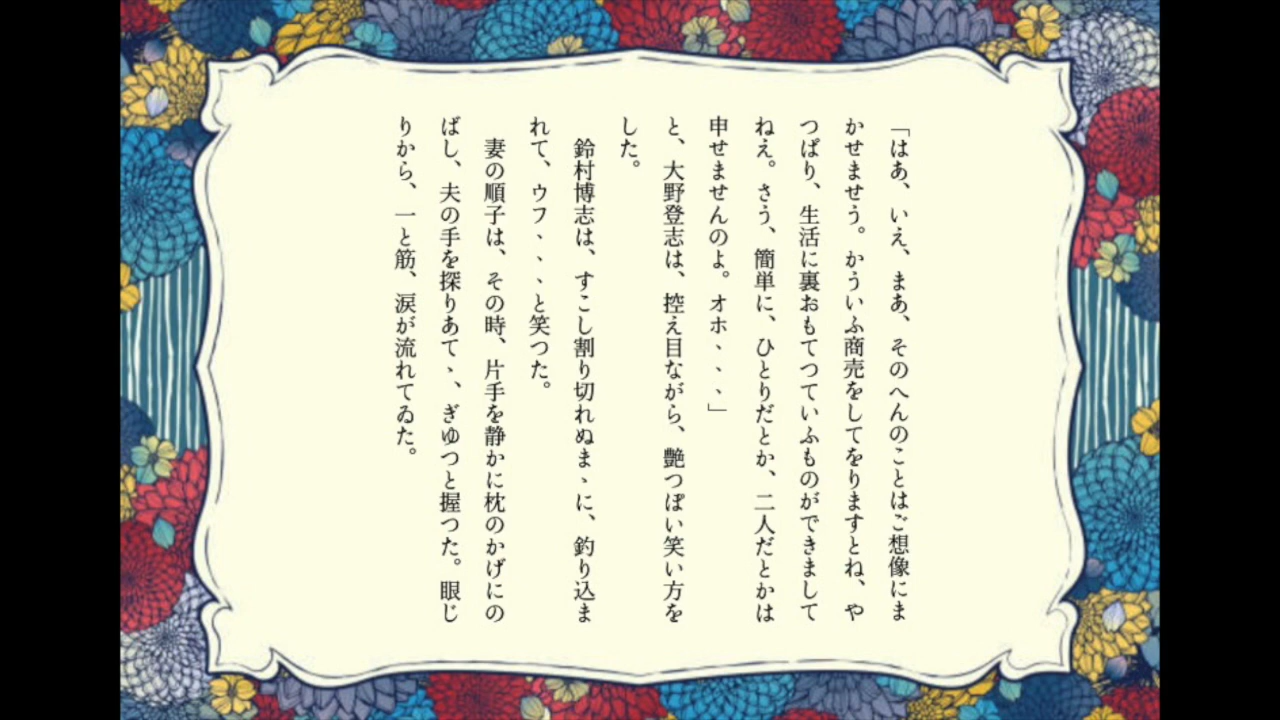 「はあ、いえ、まあ、そのへんのことはご想像にま
かせませう。かういふ商売をしてをりますとね、や
つぱり、生活に裏おもてつていふものができまして
ねえ。さう、簡単に、ひとりだとか、二人だとかは
申せませんのよ。オホヽヽヽ」
と、大野登志は、控え目ながら、艶つぽい笑い方を
した。
鈴村博志は、すこし割り切れぬまヽに、釣り込ま
れて、ウフヽヽヽと笑つた。
妻の順子は、その時、片手を静かに枕のかげにの
ばし、夫の手を探りあてヽ、ぎゆつと握つた。眼じ
りから、一と筋、涙が流れてゐた。